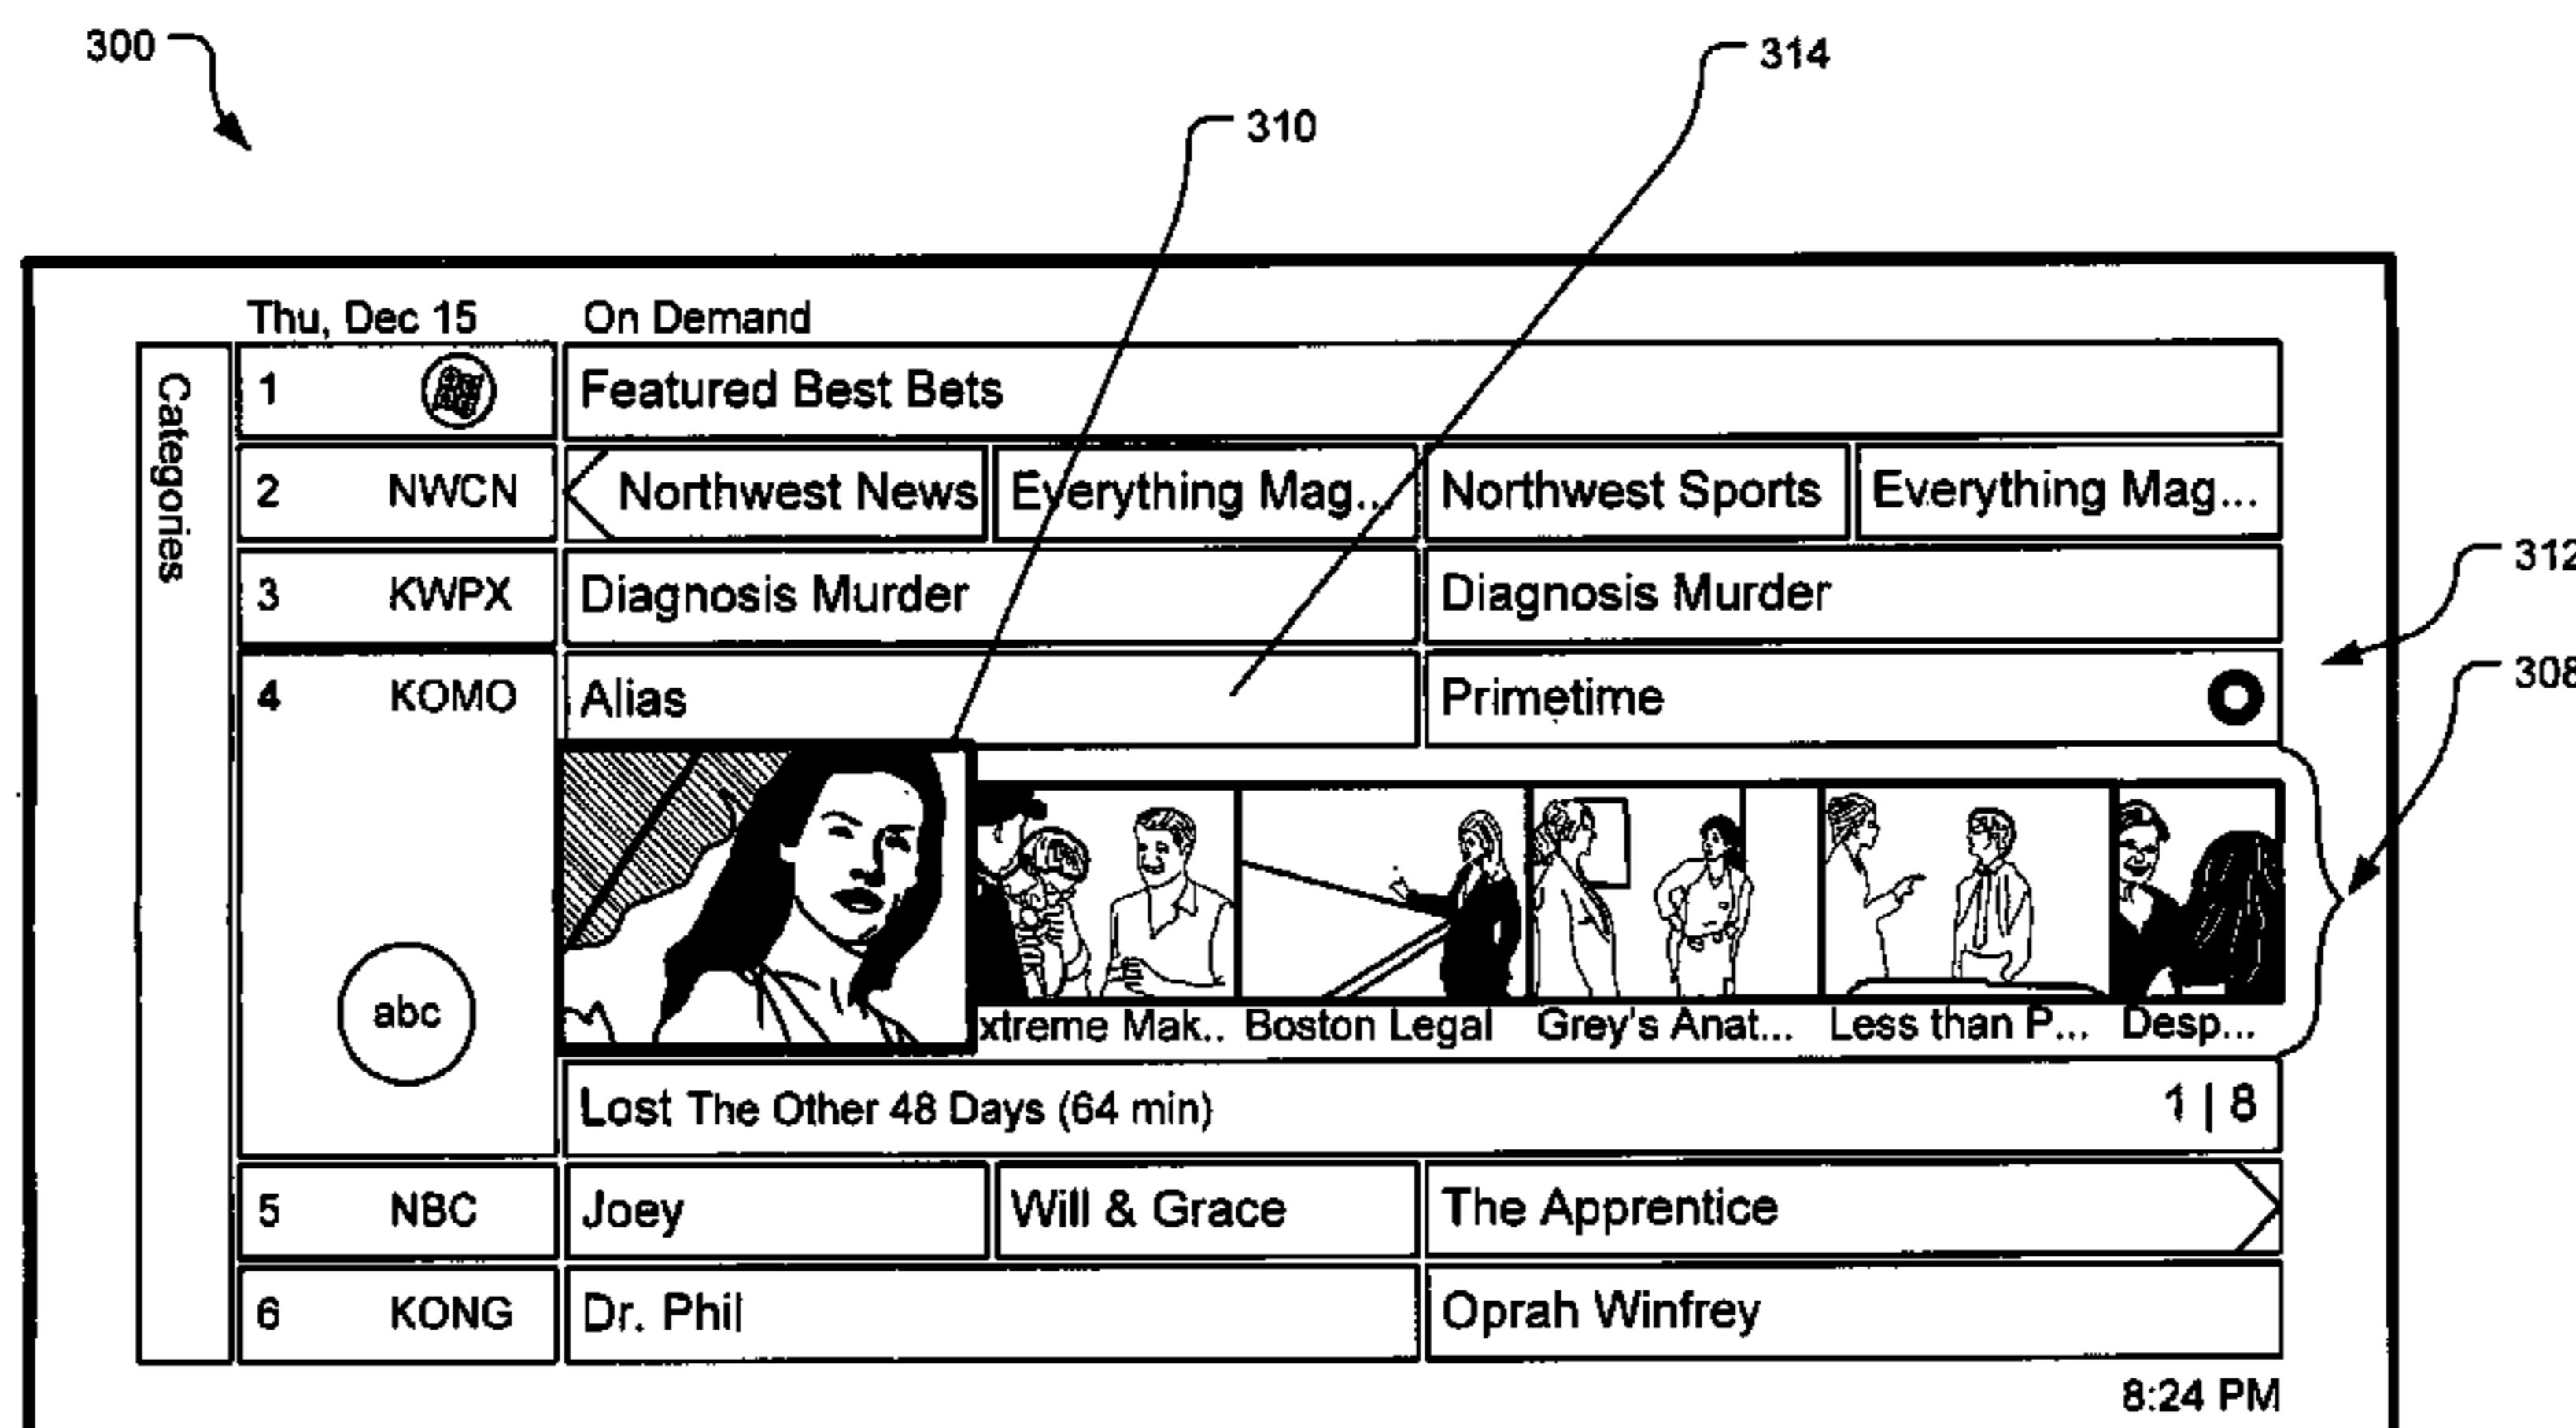 300
314
310
Thu, Dec 15 On Demand
Categories
1 Featured Best Bets
2 NWCN Northwest News Everything Mag.. Northwest Sports Everything Mag...
312
3 KWPX Diagnosis Murder Diagnosis Murder
308
4 KOMO Alias Primetime
abc
xtreme Mak.. Boston Legal Grey's Anat... Less than P... Desp...
Lost The Other 48 Days (64 min) 1 | 8
5 NBC Joey Will & Grace The Apprentice
6 KONG Dr. Phil Oprah Winfrey
8:24 PM